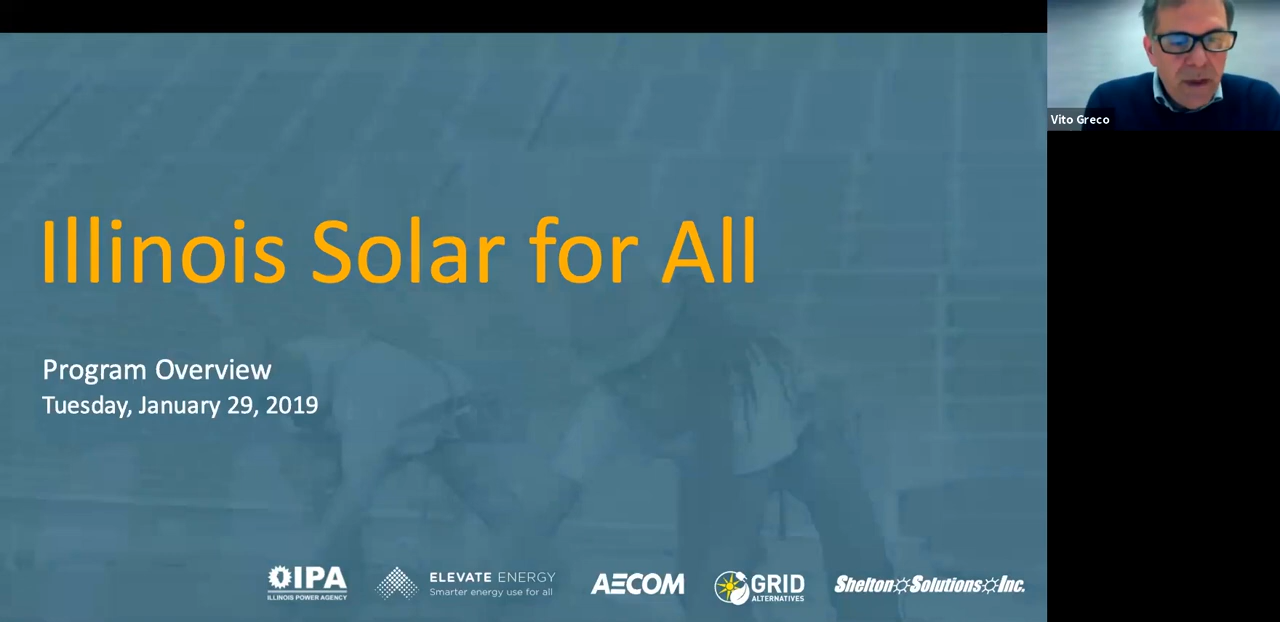 Vito Greco
Illinois Solar for All
Program Overview
Tuesday, January 29, 2019
IPA
ILLINOIS POWER AGENCY
ELEVATE ENERGY
Smarter energy use for all
AECOM
GRID
ALTERNATIVES
Shelton Solutions Inc.